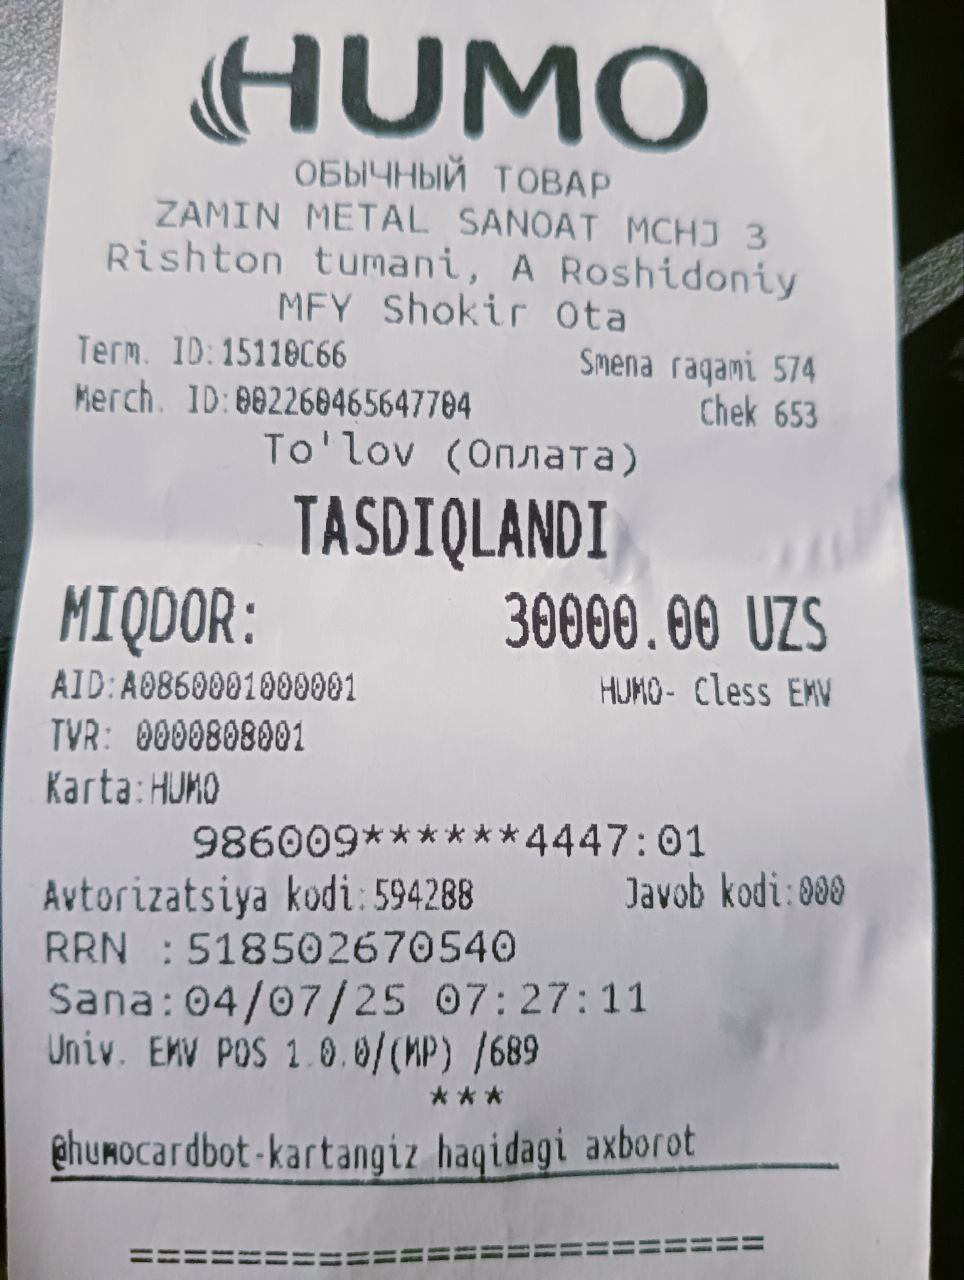 HUMO
ОБЫЧНЫЙ ТОВАР
ZAMIN METAL SANOAT MCHJ 3
Rishton tumani, A Roshidoniy
MFY Shokir Ota
Term. ID:15110C66 Smena raqami 574
Merch. ID:002260465647704 Chek 653
To'lov (Оплата)
TASDIQLANDI
MIQDOR: 30000.00 UZS
AID:A0860001000001 HUMO- Cless EMV
TVR: 0000808001
Karta:HUMO
986009******4447:01
Avtorizatsiya kodi:594288 Javob kodi:000
RRN :518502670540
Sana:04/07/25 07:27:11
Univ. EMV POS 1.0.0/(MP) /689
***
@humocardbot-kartangiz haqidagi axborot
=========================